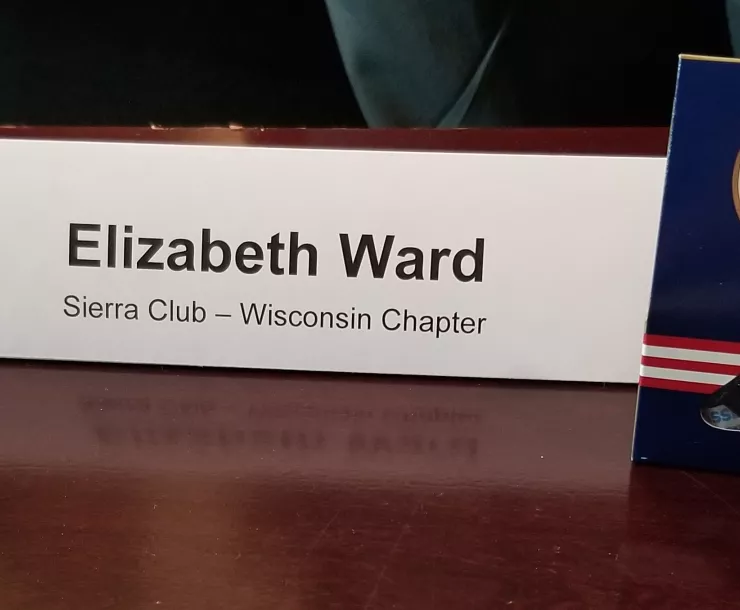 Elizabeth Ward
Sierra Club – Wisconsin Chapter